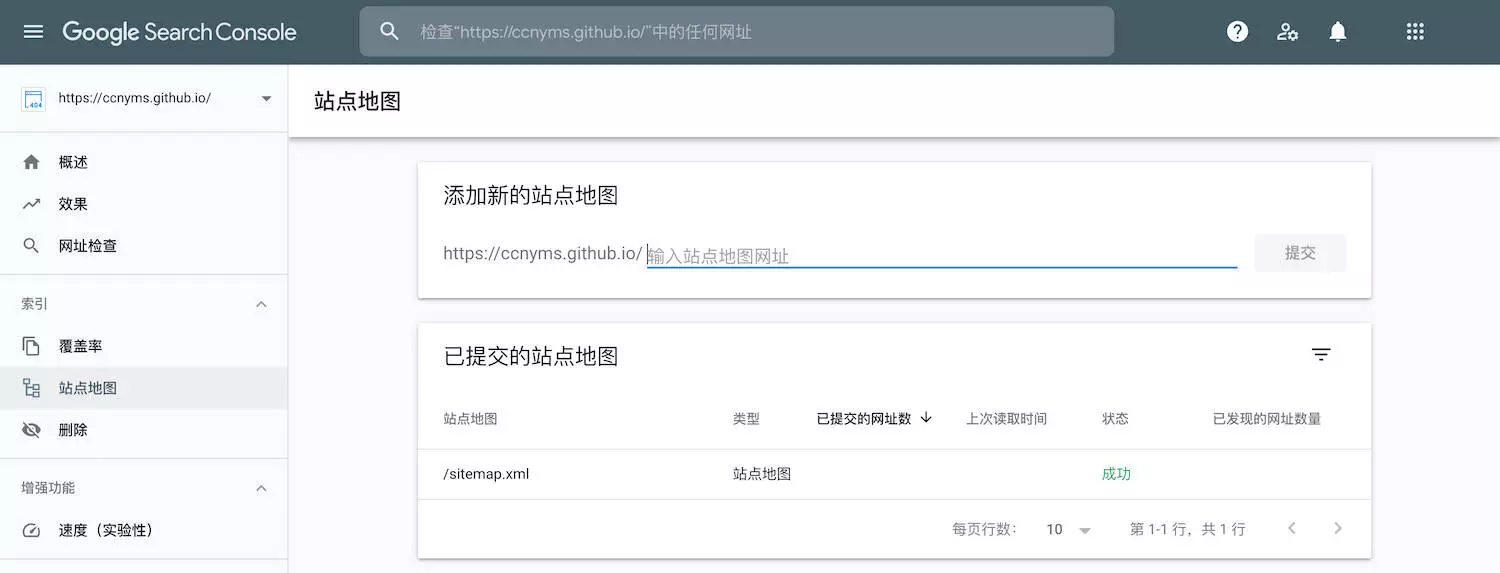 Google Search Console
检查“https://ccnyms.github.io/”中的任何网址
404
https://ccnyms.github.io/
概述
效果
网址检查
索引
覆盖率
站点地图
删除
增强功能
速度（实验性）
站点地图
添加新的站点地图
https://ccnyms.github.io/ 输入站点地图网址 提交
已提交的站点地图
站点地图 类型 已提交的网址数 上次读取时间 状态 已发现的网址数量
/sitemap.xml 站点地图 成功
每页行数： 10 第 1-1 行，共 1 行